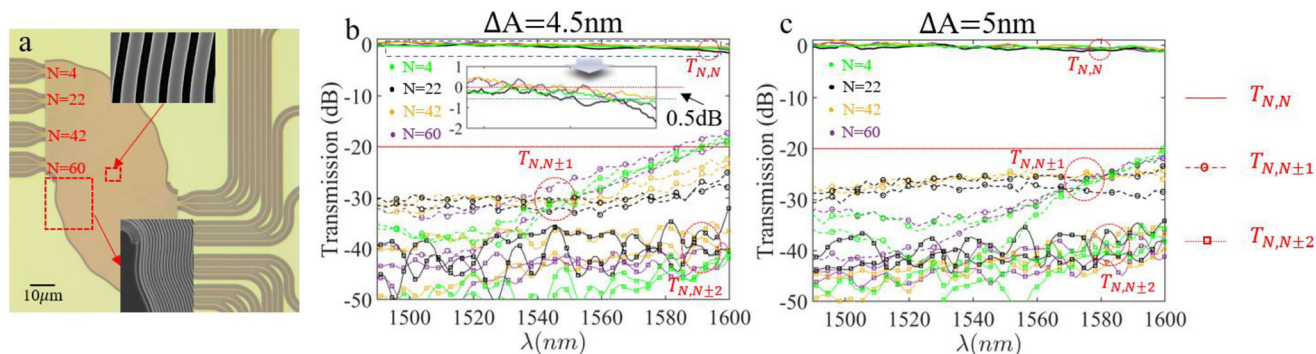 a
N=4
N=22
N=42
N=60
10μm
b
ΔA=4.5nm
Transmission (dB)
0
-10
-20
-30
-40
-50
1500
1520
1540
1560
1580
1600
λ(nm)
N=4
N=22
N=42
N=60
1
0
-1
-2
0.5dB
T_{N,N}
T_{N,N±1}
T_{N,N±2}
c
ΔA=5nm
Transmission (dB)
0
-10
-20
-30
-40
-50
1500
1520
1540
1560
1580
1600
λ(nm)
N=4
N=22
N=42
N=60
T_{N,N}
T_{N,N±1}
T_{N,N±2}
T_{N,N}
T_{N,N±1}
T_{N,N±2}